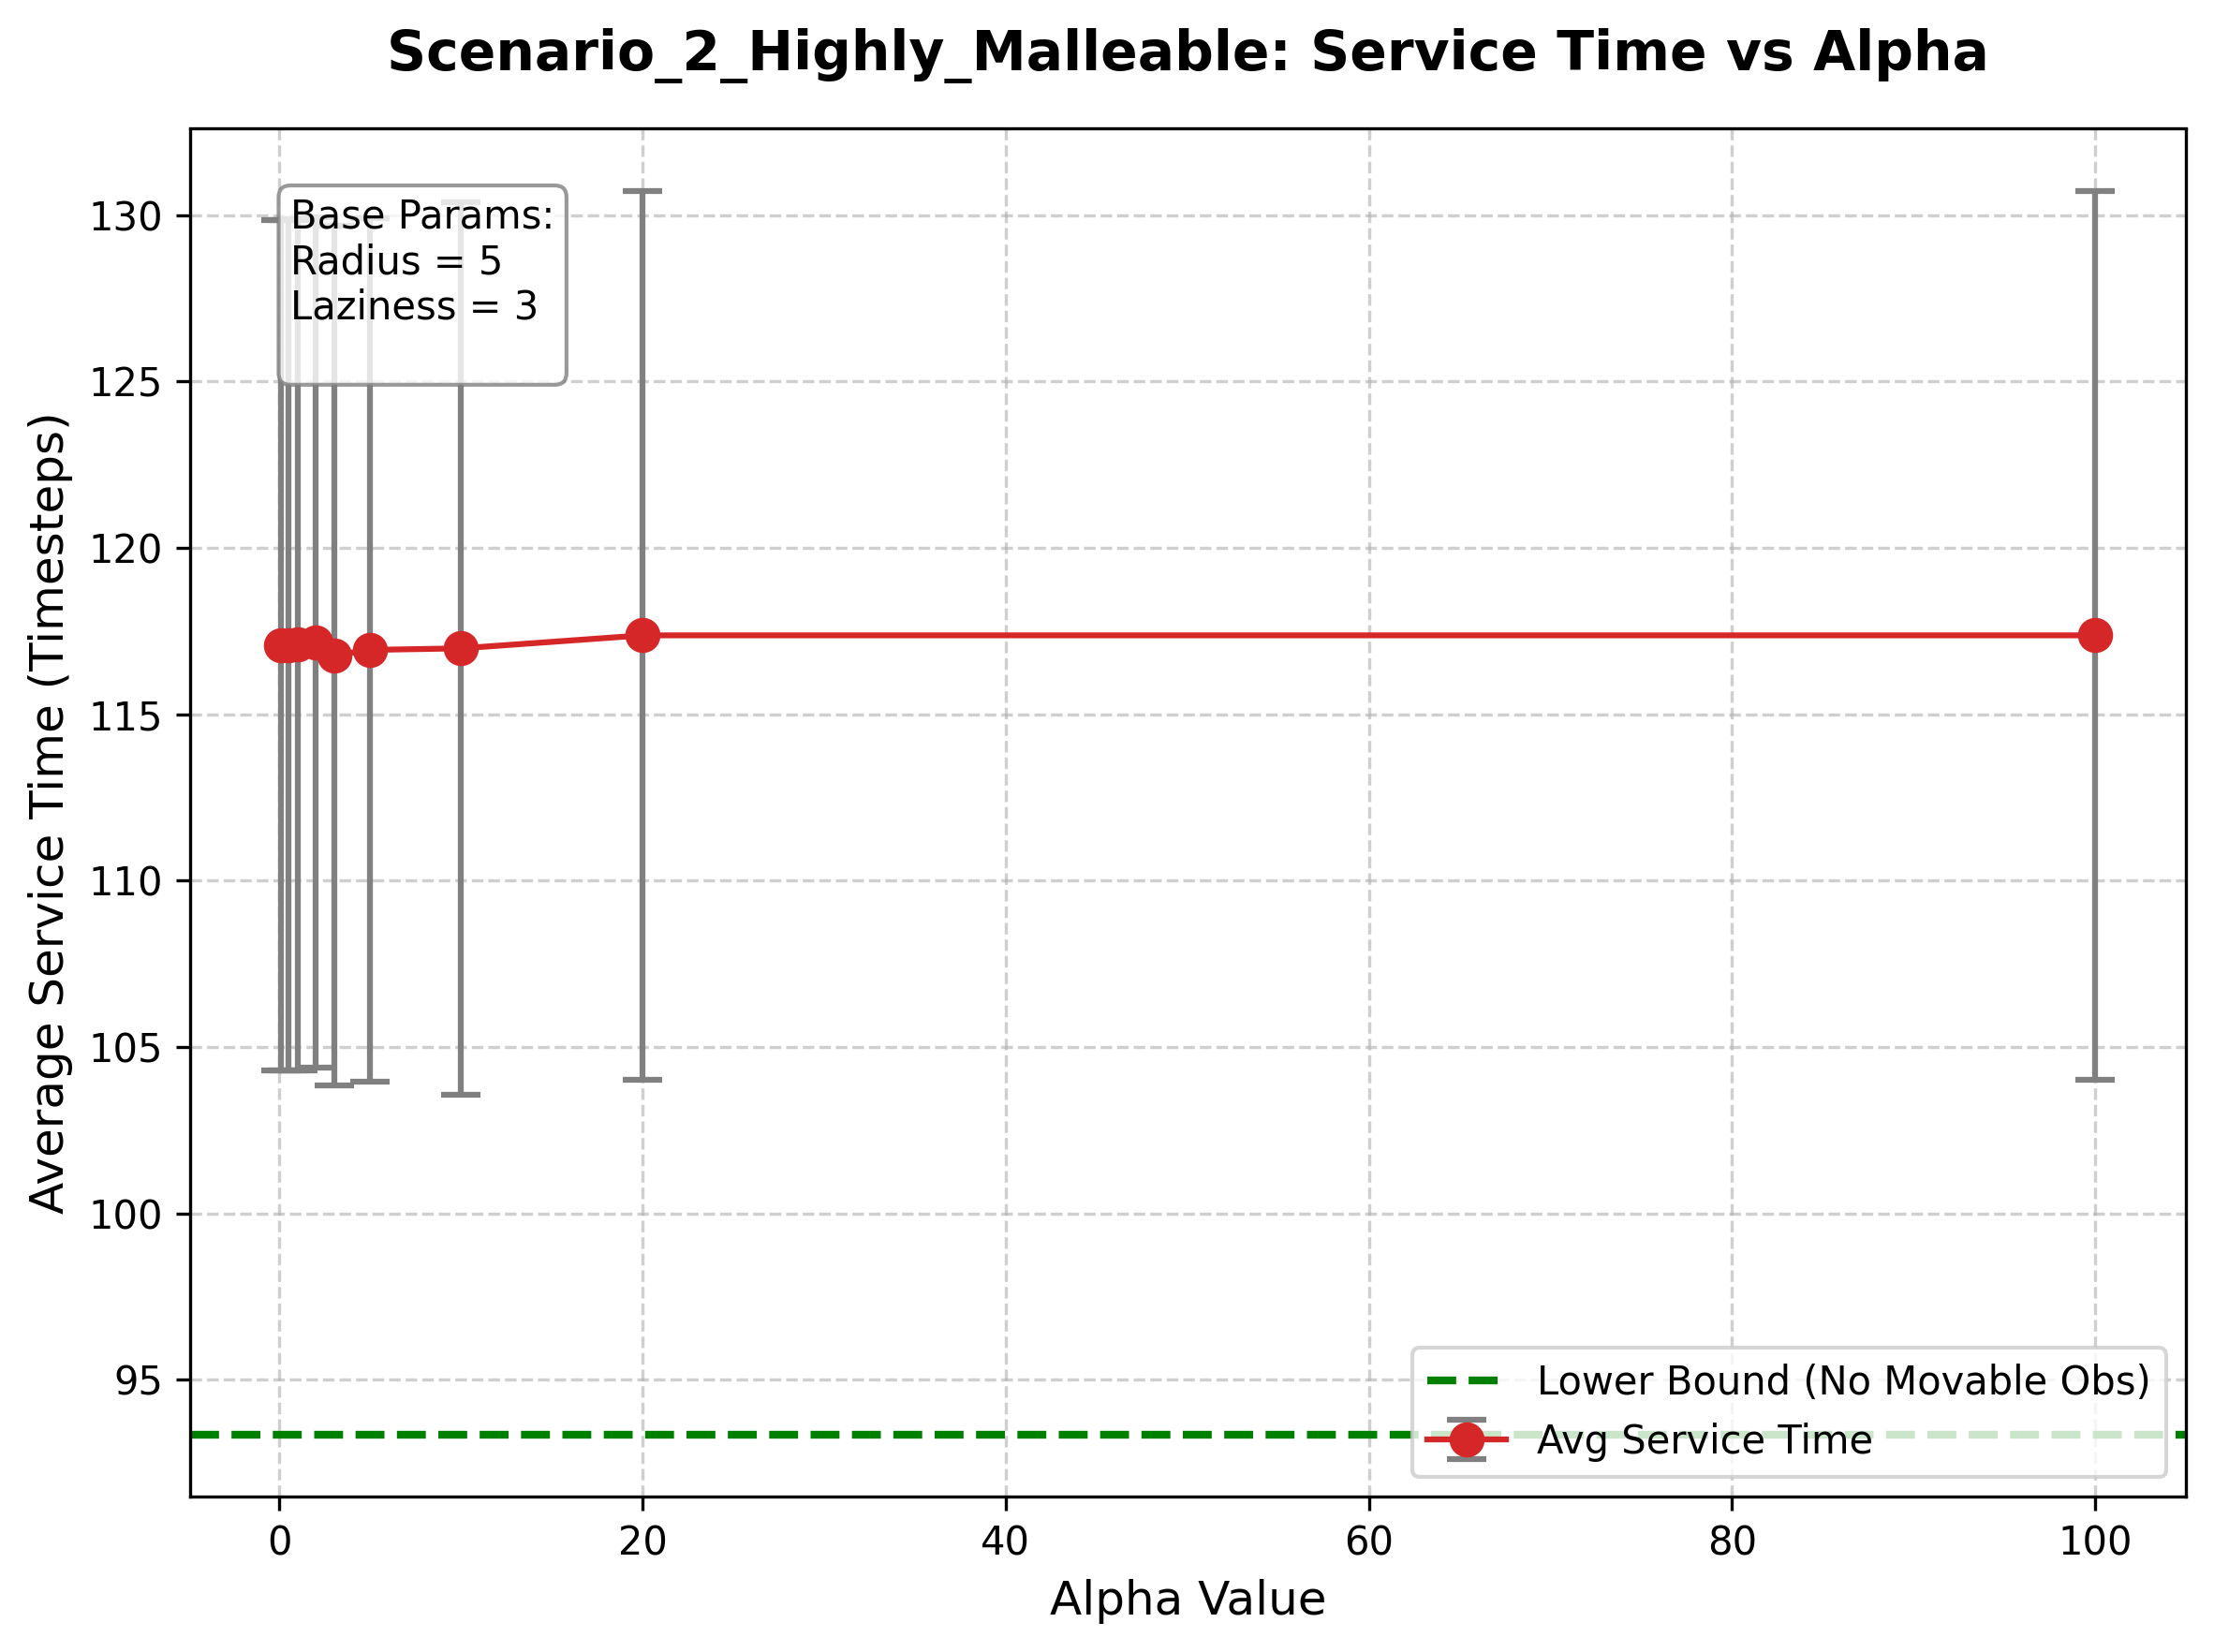 Scenario_2_Highly_Malleable: Service Time vs Alpha
Average Service Time (Timesteps)
130
125
120
115
110
105
100
95
Base Params:
Radius = 5
Laziness = 3
Lower Bound (No Movable Obs)
Avg Service Time
0
20
40
60
80
100
Alpha Value